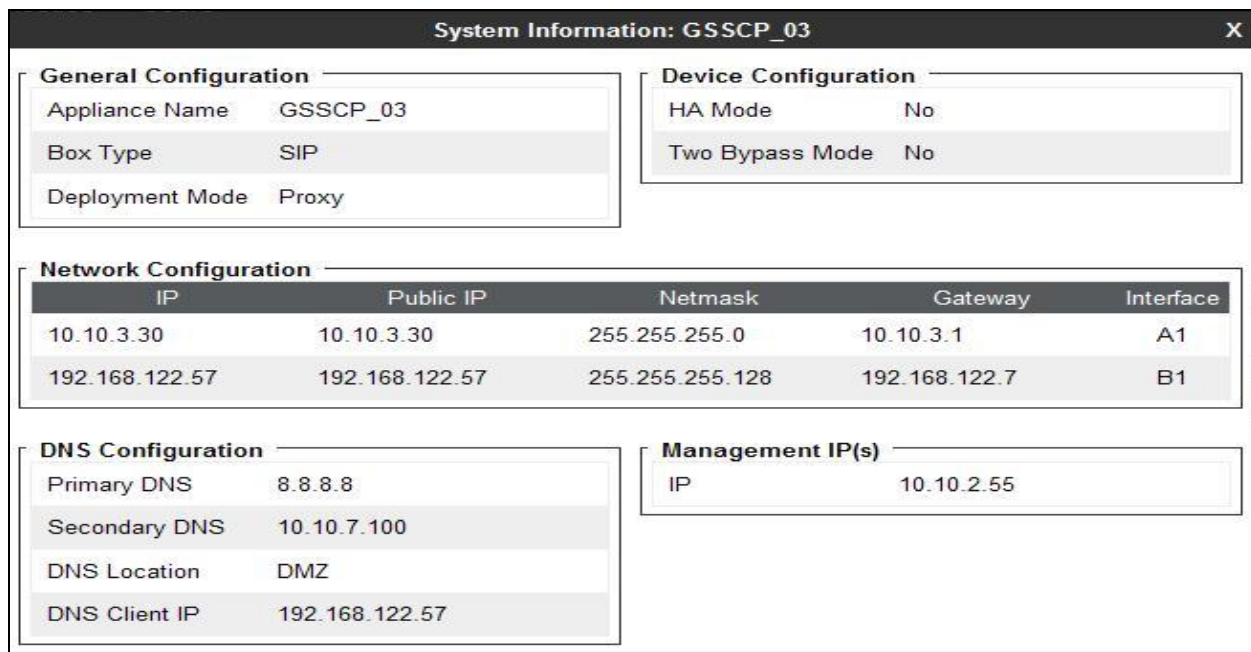 System Information: GSSCP_03 X
General Configuration
Appliance Name GSSCP_03
Box Type SIP
Deployment Mode Proxy
Device Configuration
HA Mode No
Two Bypass Mode No
Network Configuration
IP Public IP Netmask Gateway Interface
10.10.3.30 10.10.3.30 255.255.255.0 10.10.3.1 A1
192.168.122.57 192.168.122.57 255.255.255.128 192.168.122.7 B1
DNS Configuration
Primary DNS 8.8.8.8
Secondary DNS 10.10.7.100
DNS Location DMZ
DNS Client IP 192.168.122.57
Management IP(s)
IP 10.10.2.55